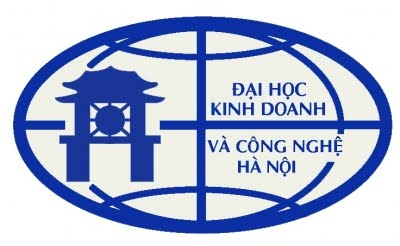 ĐẠI HỌC
KINH DOANH
VÀ CÔNG NGHỆ
HÀ NỘI